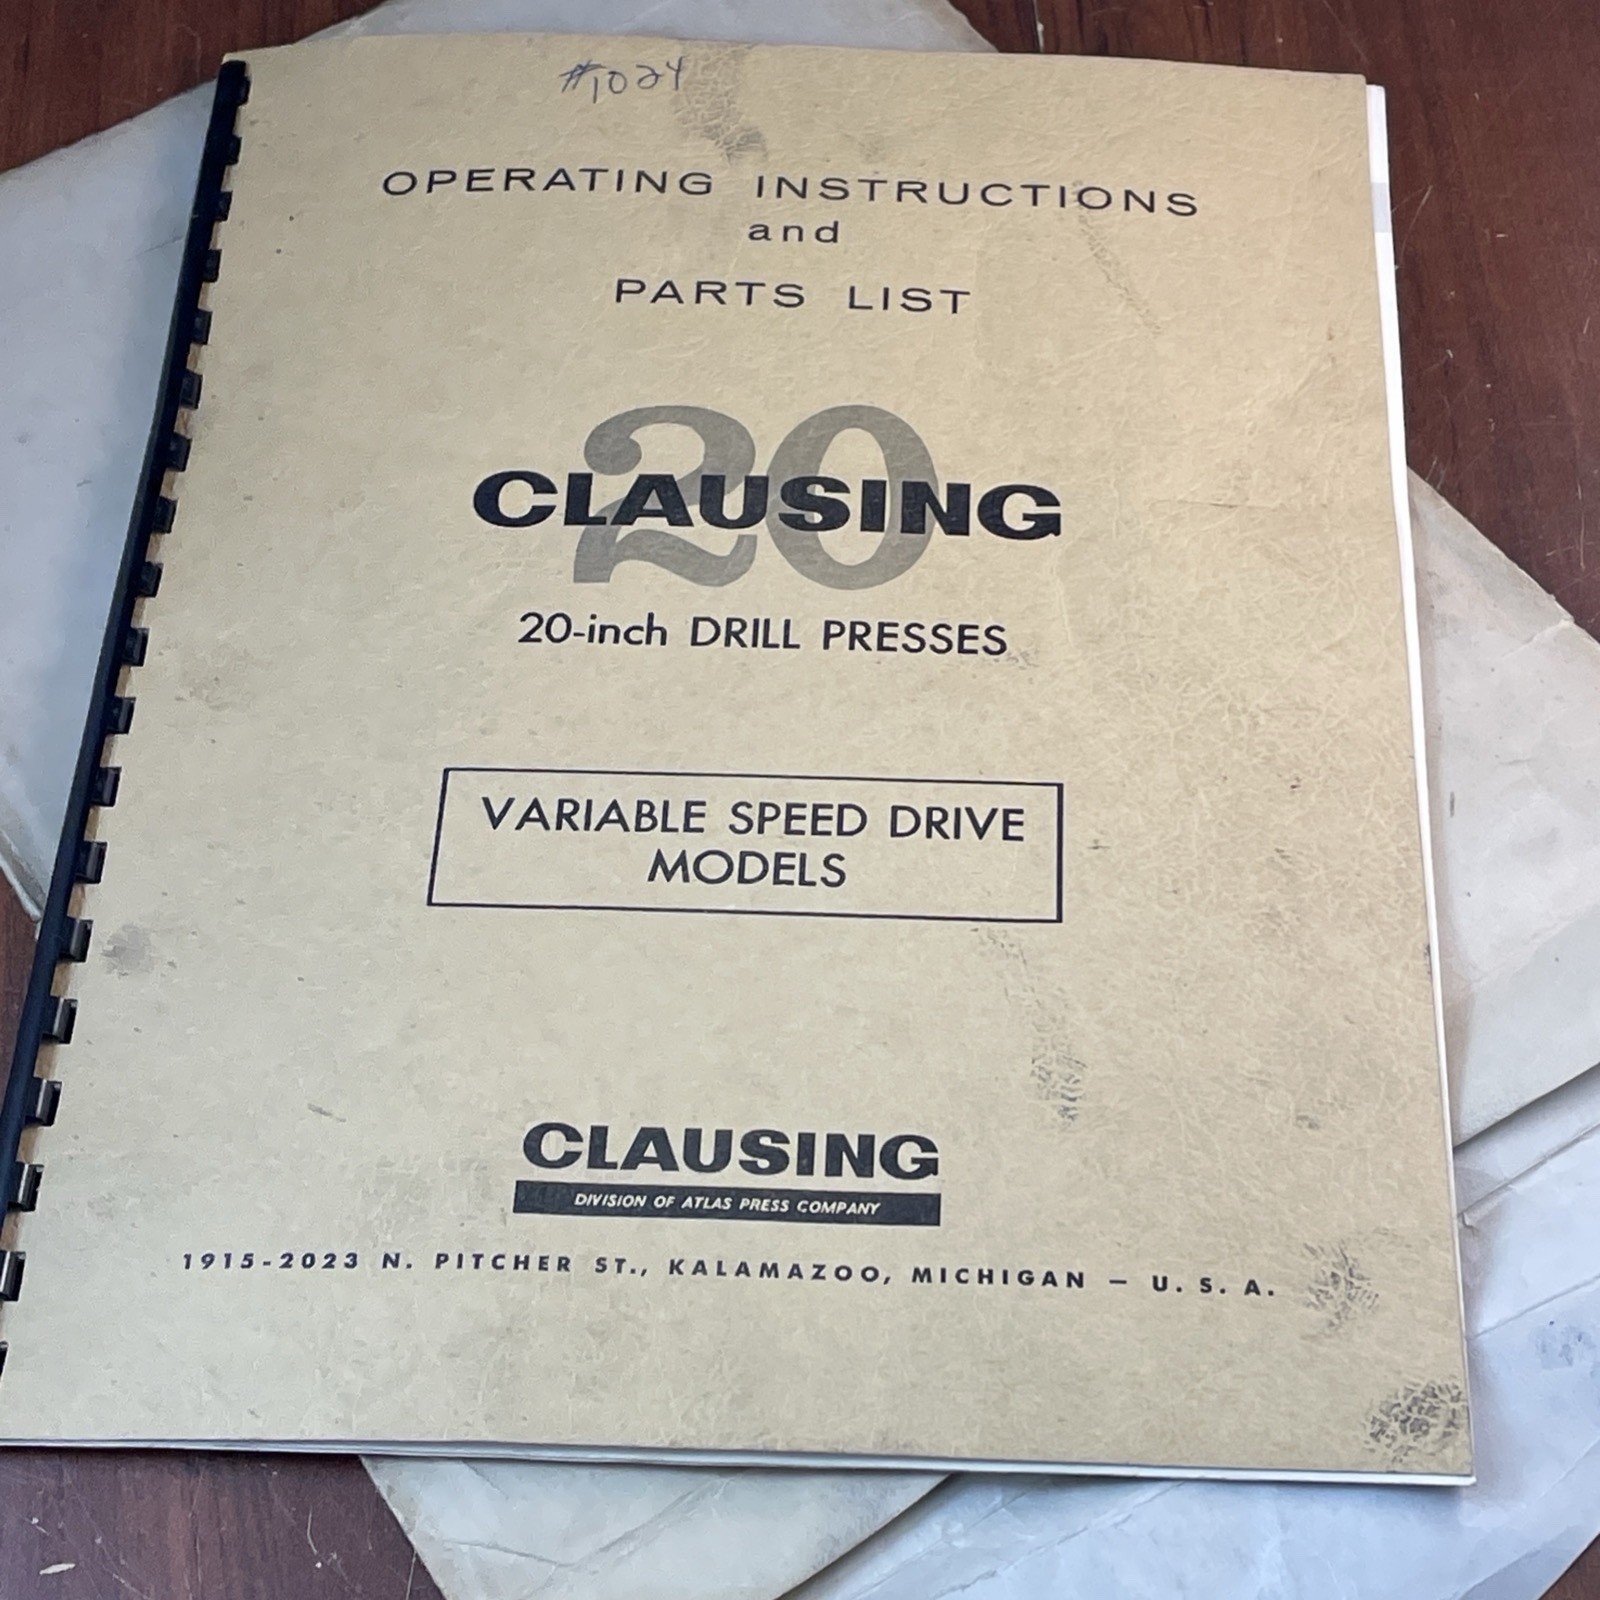 #1024
OPERATING INSTRUCTIONS
and
PARTS LIST
20
CLAUSING
20-inch DRILL PRESSES
VARIABLE SPEED DRIVE
MODELS
CLAUSING
DIVISION OF ATLAS PRESS COMPANY
1915-2023 N. PITCHER ST., KALAMAZOO, MICHIGAN — U. S. A.